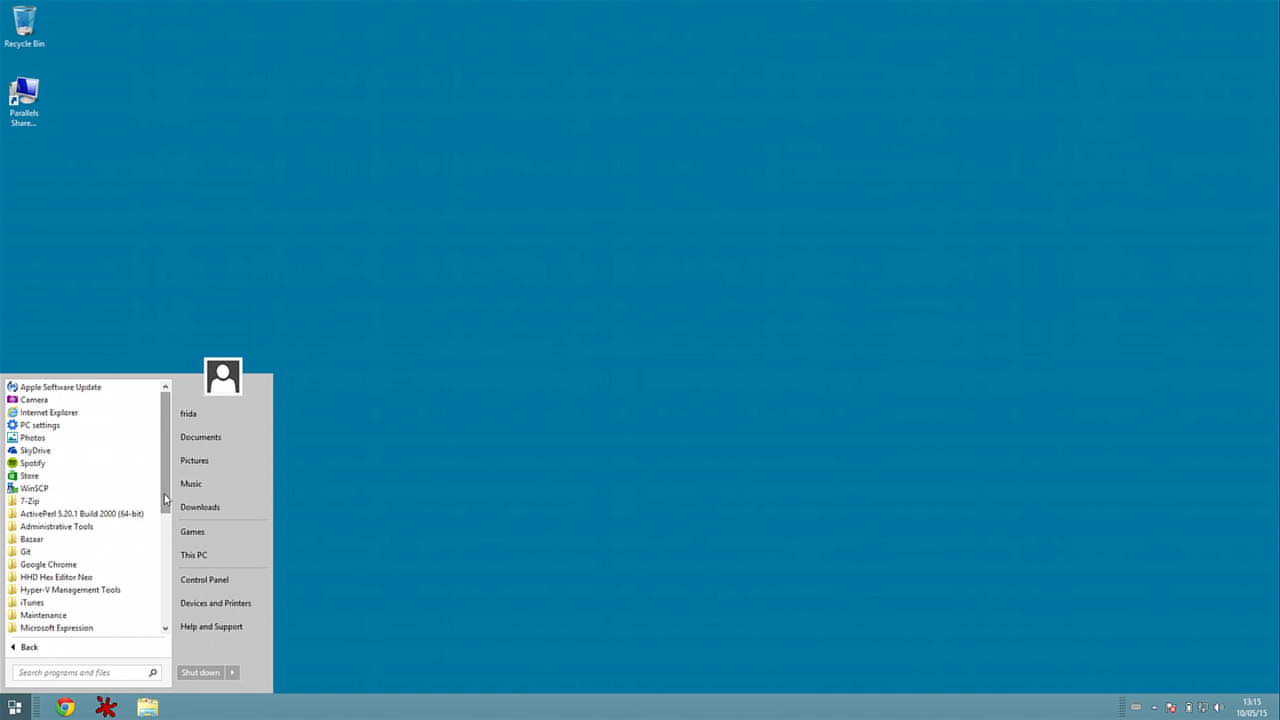 Recycle Bin
Parallels
Share...
Apple Software Update
Camera
Internet Explorer
PC settings
Photos
SkyDrive
Spotify
Store
WinSCP
7-Zip
ActivePerl 5.20.1 Build 2000 (64-bit)
Administrative Tools
Bazaar
Git
Google Chrome
HHD Hex Editor Neo
Hyper-V Management Tools
iTunes
Maintenance
Microsoft Expression
Back
Search programs and files
frida
Documents
Pictures
Music
Downloads
Games
This PC
Control Panel
Devices and Printers
Help and Support
Shut down
13:15
10/05/15